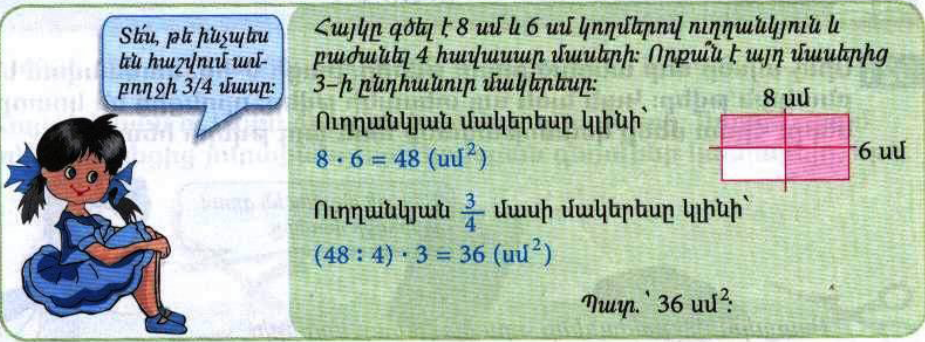 Տե՛ս, թե ինչպես
են հաշվում ամ-
բողջի 3/4 մասը:
Հայկը գծել է 8 սմ և 6 սմ կողմերով ուղղանկյուն և
բաժանել 4 հավասար մասերի: Որքա՞ն է այդ մասերից
3–ի ընդհանուր մակերեսը:
8 սմ
6 սմ
Ուղղանկյան մակերեսը կլինի՝
8 · 6 = 48 (սմ²)
Ուղղանկյան 3/4 մասի մակերեսը կլինի՝
(48 : 4) · 3 = 36 (սմ²)
Պատ.՝ 36 սմ²: